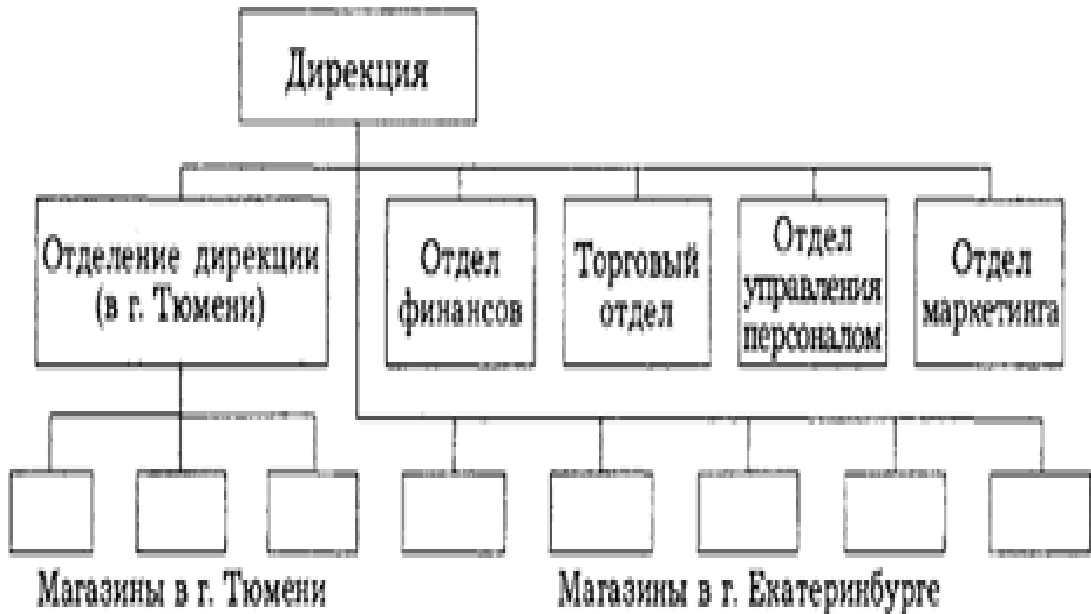 Дирекция
Отделение дирекции
(в г. Тюмени)
Отдел
финансов
Торговый
отдел
Отдел
управления
персоналом
Отдел
маркетинга
Магазины в г. Тюмени
Магазины в г. Екатеринбурге